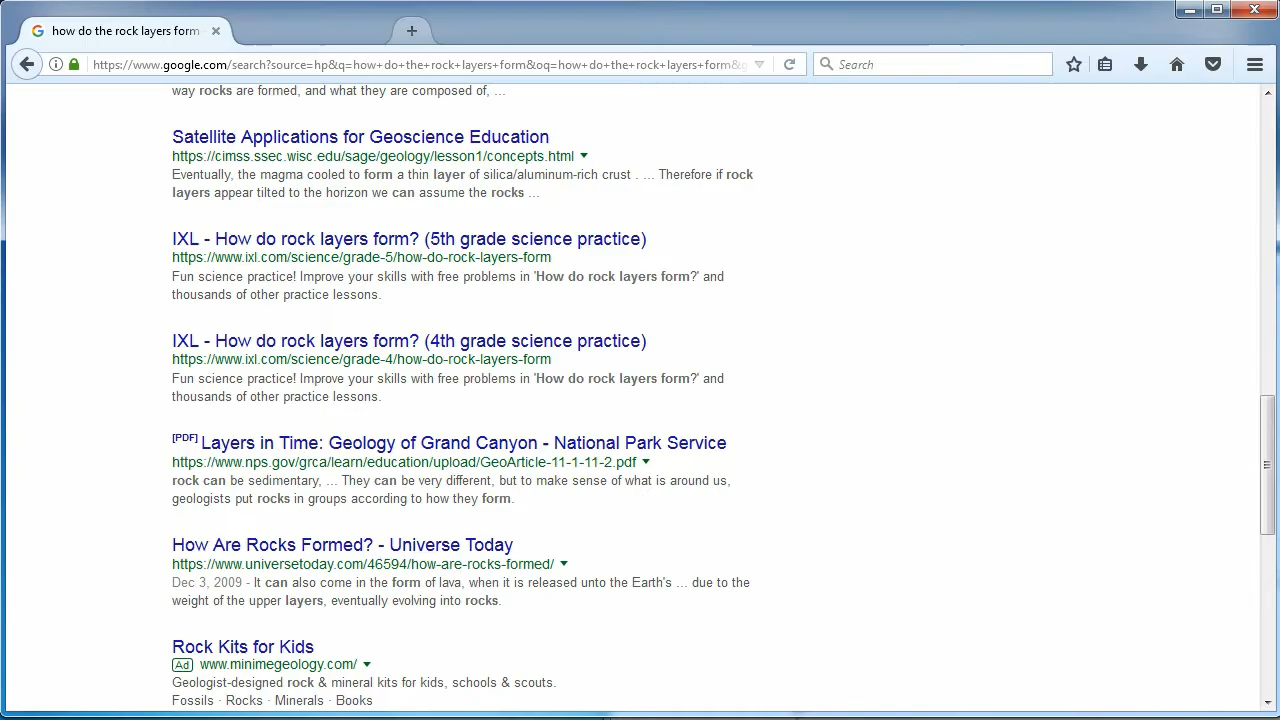 how do the rock layers form
https://www.google.com/search?source=hp&q=how+do+the+rock+layers+form&oq=how+do+the+rock+layers+form&g
Search
way rocks are formed, and what they are composed of, ...
Satellite Applications for Geoscience Education
https://cimss.ssec.wisc.edu/sage/geology/lesson1/concepts.html
Eventually, the magma cooled to form a thin layer of silica/aluminum-rich crust . ... Therefore if rock
layers appear tilted to the horizon we can assume the rocks ...
IXL - How do rock layers form? (5th grade science practice)
https://www.ixl.com/science/grade-5/how-do-rock-layers-form
Fun science practice! Improve your skills with free problems in 'How do rock layers form?' and
thousands of other practice lessons.
IXL - How do rock layers form? (4th grade science practice)
https://www.ixl.com/science/grade-4/how-do-rock-layers-form
Fun science practice! Improve your skills with free problems in 'How do rock layers form?' and
thousands of other practice lessons.
[PDF] Layers in Time: Geology of Grand Canyon - National Park Service
https://www.nps.gov/grca/learn/education/upload/GeoArticle-11-1-11-2.pdf
rock can be sedimentary, ... They can be very different, but to make sense of what is around us,
geologists put rocks in groups according to how they form.
How Are Rocks Formed? - Universe Today
https://www.universetoday.com/46594/how-are-rocks-formed/
Dec 3, 2009 - It can also come in the form of lava, when it is released unto the Earth's ... due to the
weight of the upper layers, eventually evolving into rocks.
Rock Kits for Kids
Ad www.minimegeology.com/
Geologist-designed rock & mineral kits for kids, schools & scouts.
Fossils · Rocks · Minerals · Books